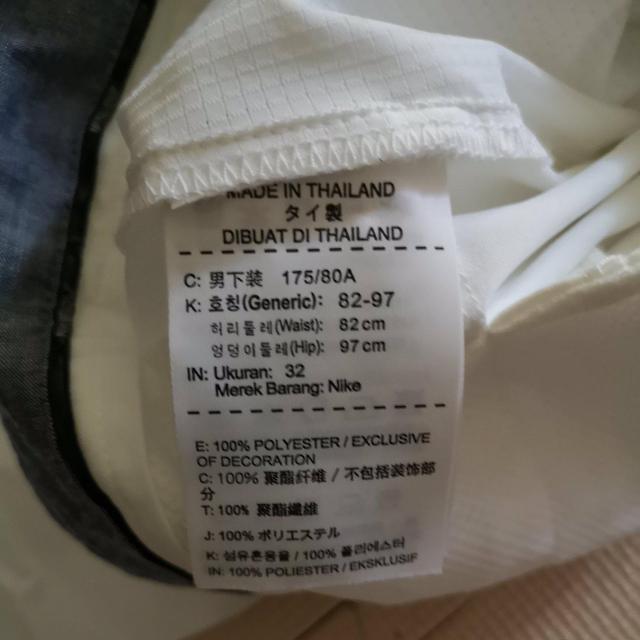 MADE IN THAILAND
タイ製
DIBUAT DI THAILAND
C: 男下装 175/80A
K: 호칭(Generic): 82-97
허리둘레(Waist): 82cm
엉덩이둘레(Hip): 97cm
IN: Ukuran: 32
Merek Barang: Nike
E: 100% POLYESTER / EXCLUSIVE
OF DECORATION
C: 100% 聚酯纤维 / 不包括装饰部
分
T: 100% 聚酯纖維
J: 100% ポリエステル
K: 섬유혼용율 / 100% 폴리에스터
IN: 100% POLIESTER / EKSKLUSIF